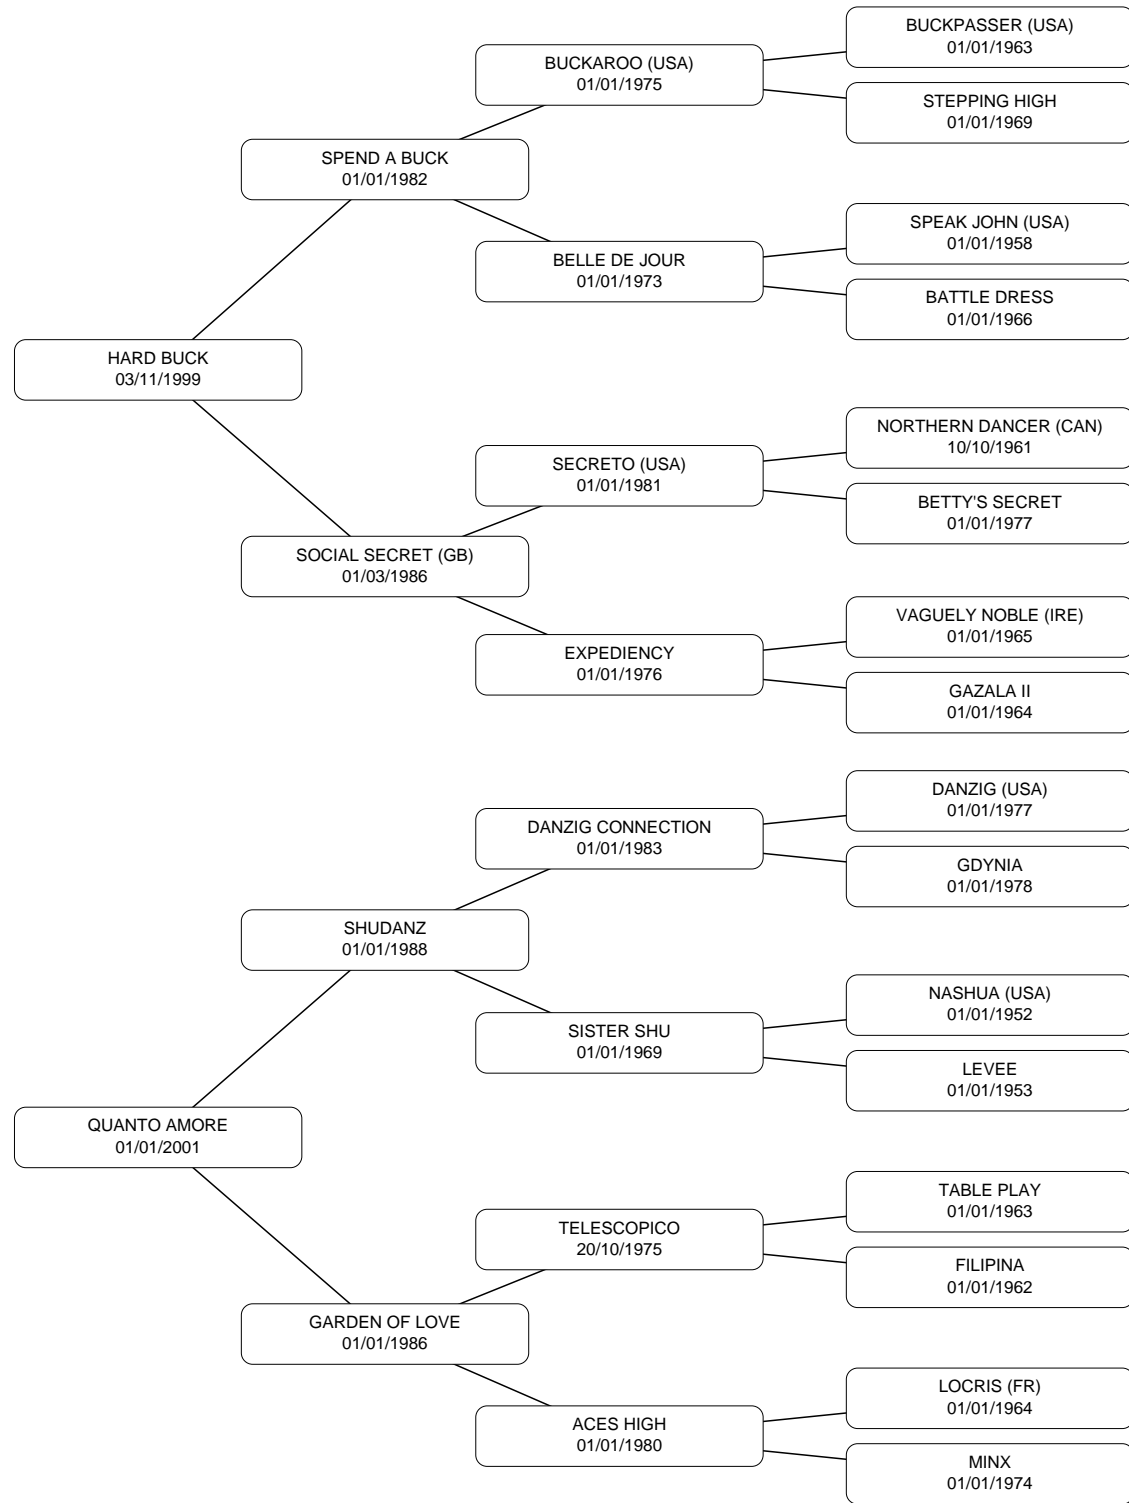 BUCKPASSER (USA)
01/01/1963
BUCKAROO (USA)
01/01/1975
STEPPING HIGH
01/01/1969
SPEND A BUCK
01/01/1982
SPEAK JOHN (USA)
01/01/1958
BELLE DE JOUR
01/01/1973
BATTLE DRESS
01/01/1966
HARD BUCK
03/11/1999
NORTHERN DANCER (CAN)
10/10/1961
SECRETO (USA)
01/01/1981
BETTY'S SECRET
01/01/1977
SOCIAL SECRET (GB)
01/03/1986
VAGUELY NOBLE (IRE)
01/01/1965
EXPEDIENCY
01/01/1976
GAZALA II
01/01/1964
DANZIG (USA)
01/01/1977
DANZIG CONNECTION
01/01/1983
GDYNIA
01/01/1978
SHUDANZ
01/01/1988
NASHUA (USA)
01/01/1952
SISTER SHU
01/01/1969
LEVEE
01/01/1953
QUANTO AMORE
01/01/2001
TABLE PLAY
01/01/1963
TELESCOPICO
20/10/1975
FILIPINA
01/01/1962
GARDEN OF LOVE
01/01/1986
LOCRIS (FR)
01/01/1964
ACES HIGH
01/01/1980
MINX
01/01/1974